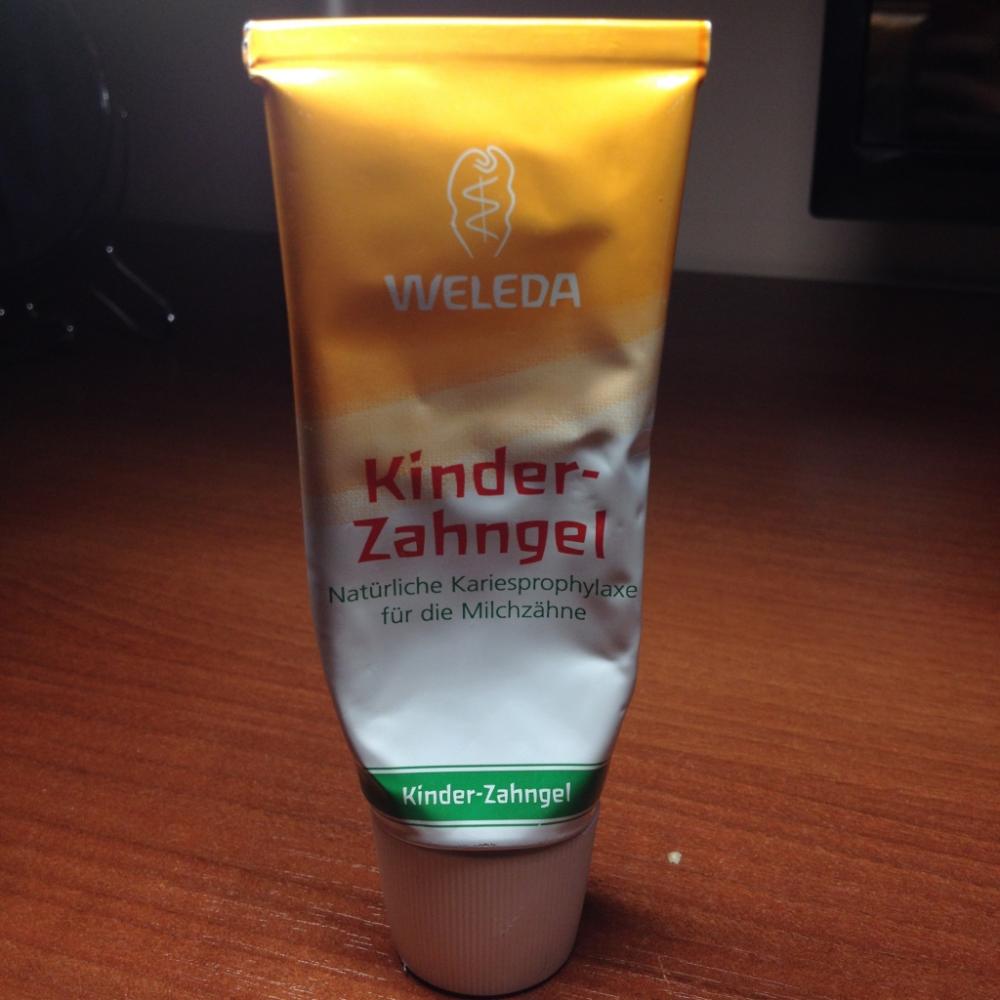 WELEDA
Kinder-
Zahngel
Natürliche Kariesprophylaxe
für die Milchzähne
Kinder-Zahngel